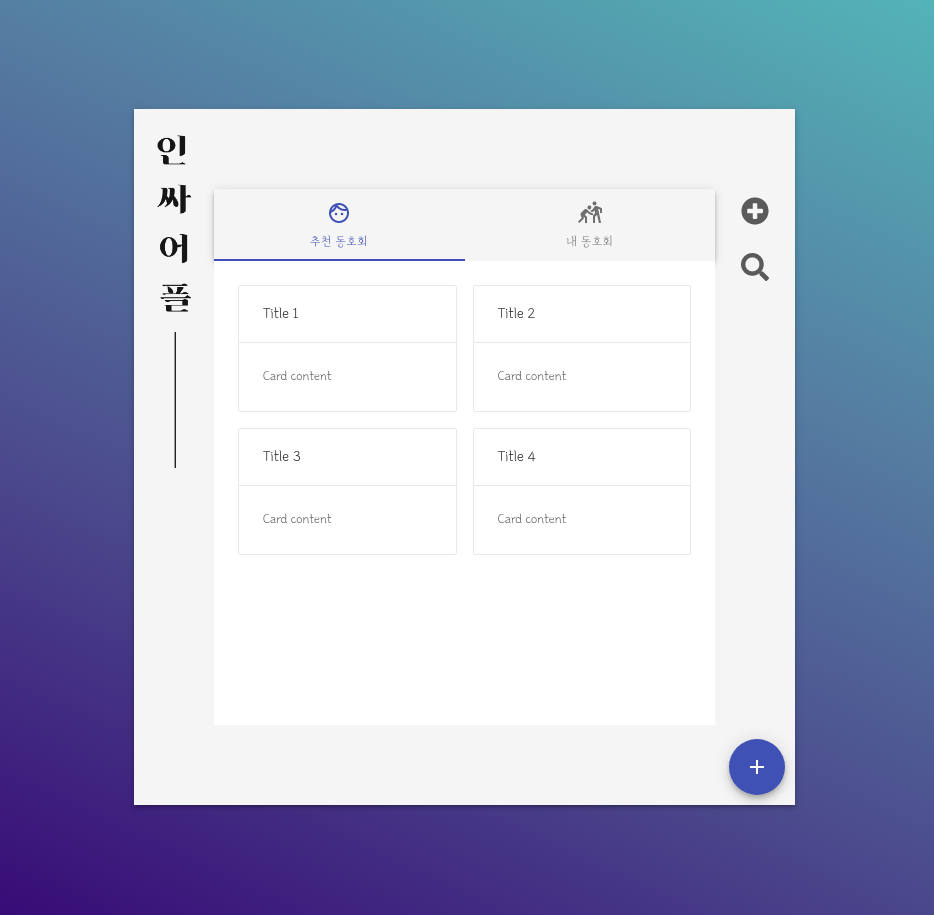 인
싸
어
플
추천 동호회
내 동호회
Title 1
Title 2
Card content
Card content
Title 3
Title 4
Card content
Card content